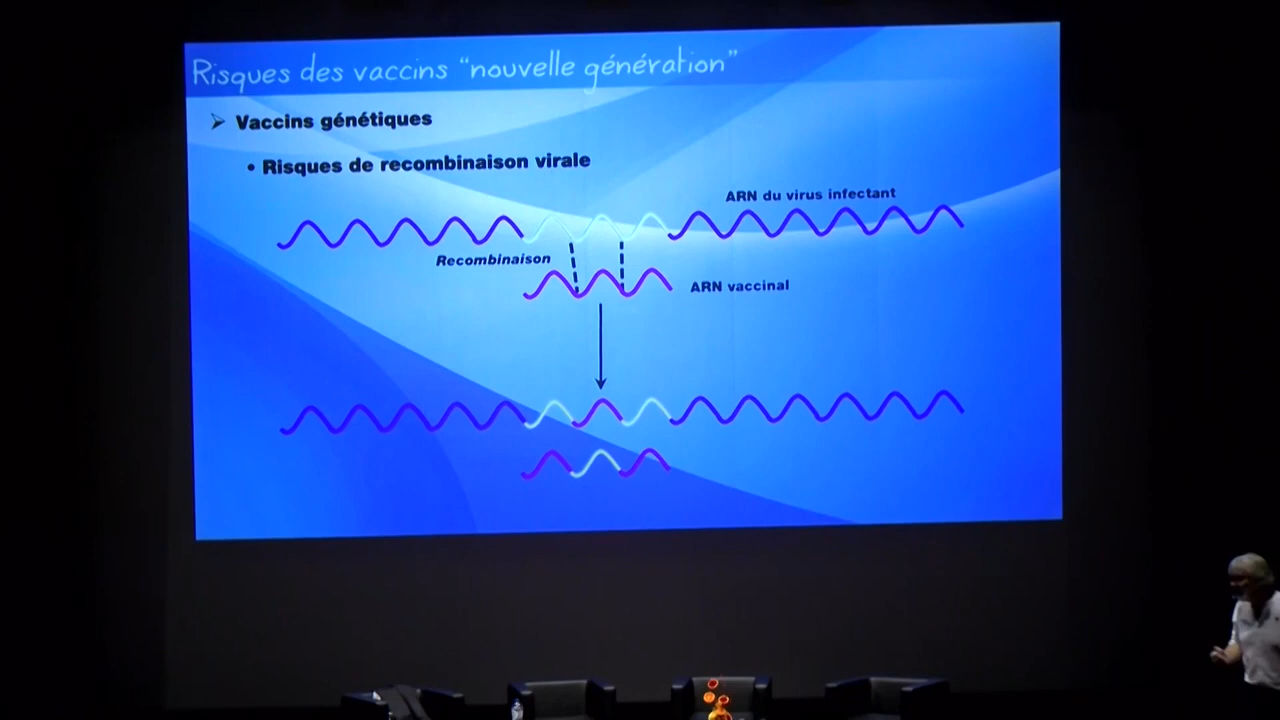 Risques des vaccins "nouvelle génération"
➢ Vaccins génétiques
• Risques de recombinaison virale
ARN du virus infectant
Recombinaison
ARN vaccinal